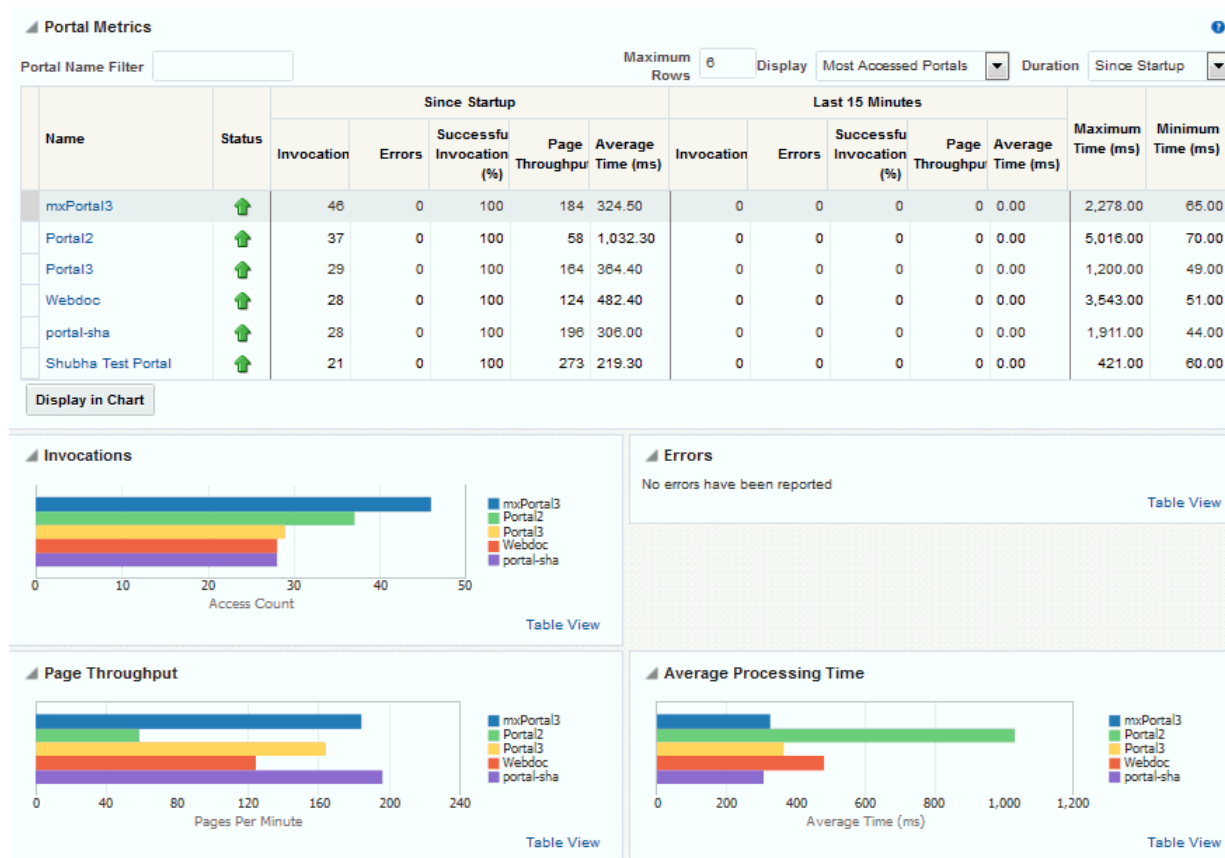 Portal Metrics
Portal Name Filter
Maximum Rows 6 Display Most Accessed Portals Duration Since Startup
Since Startup Last 15 Minutes
Name Status Invocation Errors Successfu Invocation (%) Page Throughpu Average Time (ms) Invocation Errors Successfu Invocation (%) Page Throughpu Average Time (ms) Maximum Time (ms) Minimum Time (ms)
mxPortal3 46 0 100 184 324.50 0 0 0 0 0.00 2,278.00 65.00
Portal2 37 0 100 58 1,032.30 0 0 0 0 0.00 5,016.00 70.00
Portal3 29 0 100 164 364.40 0 0 0 0 0.00 1,200.00 49.00
Webdoc 28 0 100 124 482.40 0 0 0 0 0.00 3,543.00 51.00
portal-sha 28 0 100 196 306.00 0 0 0 0 0.00 1,911.00 44.00
Shubha Test Portal 21 0 100 273 219.30 0 0 0 0 0.00 421.00 60.00
Display in Chart
Invocations
mxPortal3
Portal2
Portal3
Webdoc
portal-sha
0 10 20 30 40 50
Access Count
Table View
Errors
No errors have been reported
Table View
Page Throughput
mxPortal3
Portal2
Portal3
Webdoc
portal-sha
0 40 80 120 160 200 240
Pages Per Minute
Table View
Average Processing Time
mxPortal3
Portal2
Portal3
Webdoc
portal-sha
0 200 400 600 800 1,000 1,200
Average Time (ms)
Table View